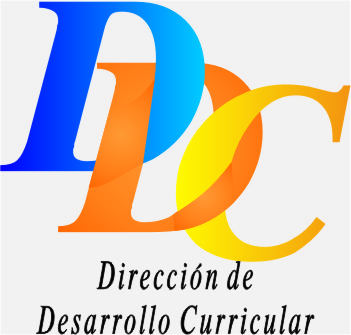 DDC
Dirección de
Desarrollo Curricular